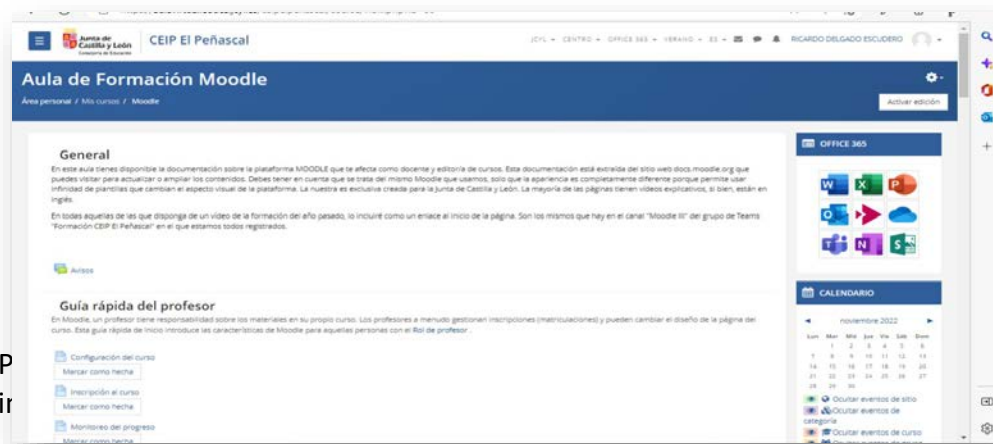 Junta de
Castilla y León
Consejería de Educación
CEIP El Peñascal
JCYL CENTRO OFFICE 365 VERANO ES RICARDO DELGADO ESCUDERO
Aula de Formación Moodle
Área personal / Mis cursos / Moodle
Activar edición
General
En este aula tienes disponible la documentación sobre la plataforma MOODLE que te afecta como docente y editor/a de cursos. Esta documentación está extraída del sitio web docs.moodle.org que
puedes visitar para actualizar o ampliar los contenidos. Debes tener en cuenta que se trata del mismo Moodle que usamos, solo que la apariencia es completamente diferente porque permite usar
infinidad de plantillas que cambian el aspecto visual de la plataforma. La nuestra es exclusiva creada para la Junta de Castilla y León. La mayoría de las páginas tienen vídeos explicativos, si bien, están en
inglés.
En todas aquellas de las que disponga de un vídeo de la formación del año pasado, lo incluiré como un enlace al inicio de la página. Son los mismos que hay en el canal "Moodle III" del grupo de Teams
"Formación CEIP El Peñascal" en el que estamos todos registrados.
Avisos
Guía rápida del profesor
En Moodle, un profesor tiene responsabilidad sobre los materiales en su propio curso. Los profesores a menudo gestionan inscripciones (matriculaciones) y pueden cambiar el diseño de la página del
curso. Esta guía rápida de inicio introduce las características de Moodle para aquellas personas con el Rol de profesor .
Configuración del curso
Marcar como hecha
Inscripción al curso
Marcar como hecha
Monitoreo del progreso
Marcar como hecha
OFFICE 365
CALENDARIO
noviembre 2022
Lun Mar Mié Jue Vie Sáb Dom
1 2 3 4 5 6
7 8 9 10 11 12 13
14 15 16 17 18 19 20
21 22 23 24 25 26 27
28 29 30
Ocultar eventos de sitio
Ocultar eventos de
categoría
Ocultar eventos de curso